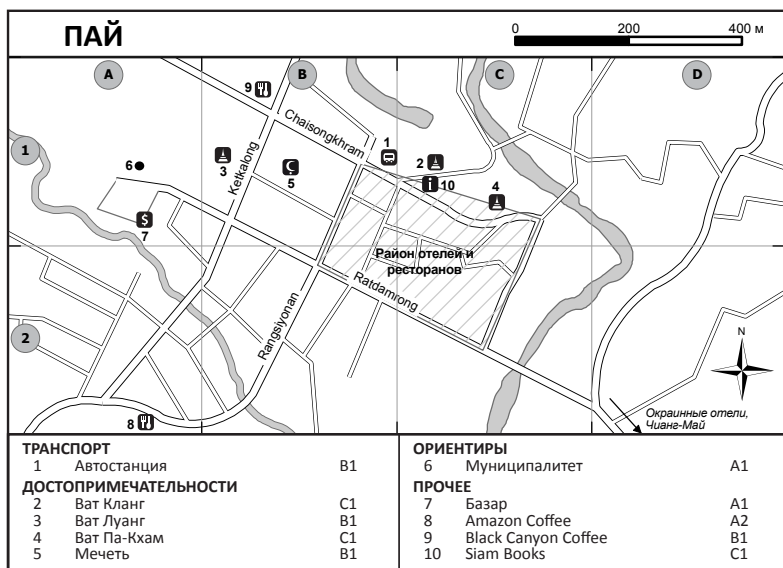 ПАЙ
0 200 400 м
A B C D
1
2
9
Chaisongkhram
1
2
6
3
Ketkalong
5
10
4
7
Район отелей и
ресторанов
Ratdamrong
Rangsiyonan
N
8
Окраинные отели,
Чианг-Май
ТРАНСПОРТ
1 Автостанция B1
ДОСТОПРИМЕЧАТЕЛЬНОСТИ
2 Ват Кланг C1
3 Ват Луанг B1
4 Ват Па-Кхам C1
5 Мечеть B1
ОРИЕНТИРЫ
6 Муниципалитет A1
ПРОЧЕЕ
7 Базар A1
8 Amazon Coffee A2
9 Black Canyon Coffee B1
10 Siam Books C1